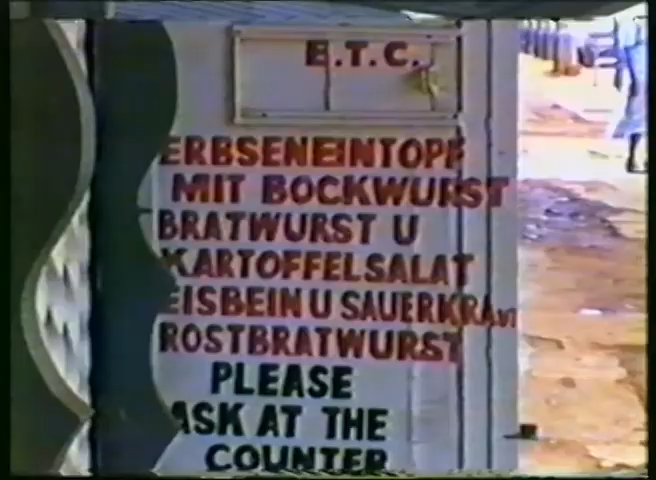 E.T.C.
ERBSENEINTOPF
MIT BOCKWURST
BRATWURST U
KARTOFFELSALAT
EISBEIN U SAUERKRAUT
ROSTBRATWURST
PLEASE
ASK AT THE
COUNTER